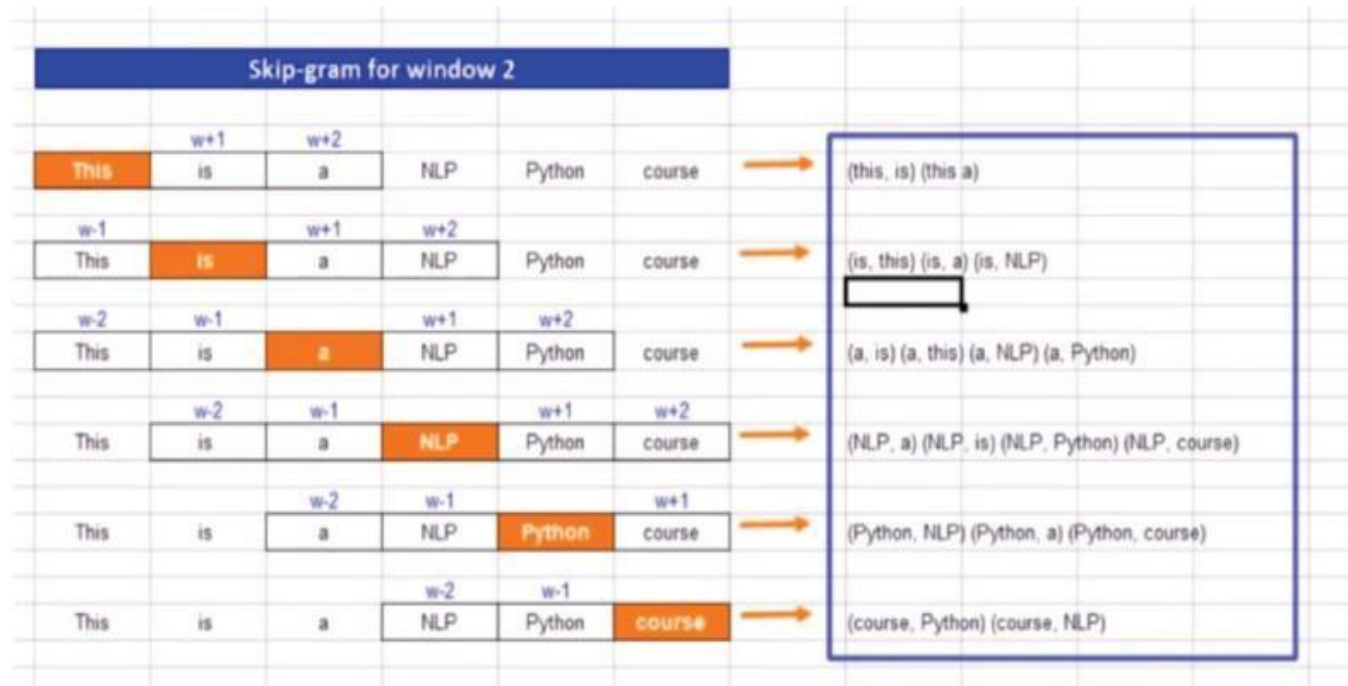 Skip-gram for window 2
w+1 w+2
This is a NLP Python course (this, is) (this a)
w-1 w+1 w+2
This is a NLP Python course (is, this) (is, a) (is, NLP)
w-2 w-1 w+1 w+2
This is a NLP Python course (a, is) (a, this) (a, NLP) (a, Python)
w-2 w-1 w+1 w+2
This is a NLP Python course (NLP, a) (NLP, is) (NLP, Python) (NLP, course)
w-2 w-1 w+1
This is a NLP Python course (Python, NLP) (Python, a) (Python, course)
w-2 w-1
This is a NLP Python course (course, Python) (course, NLP)